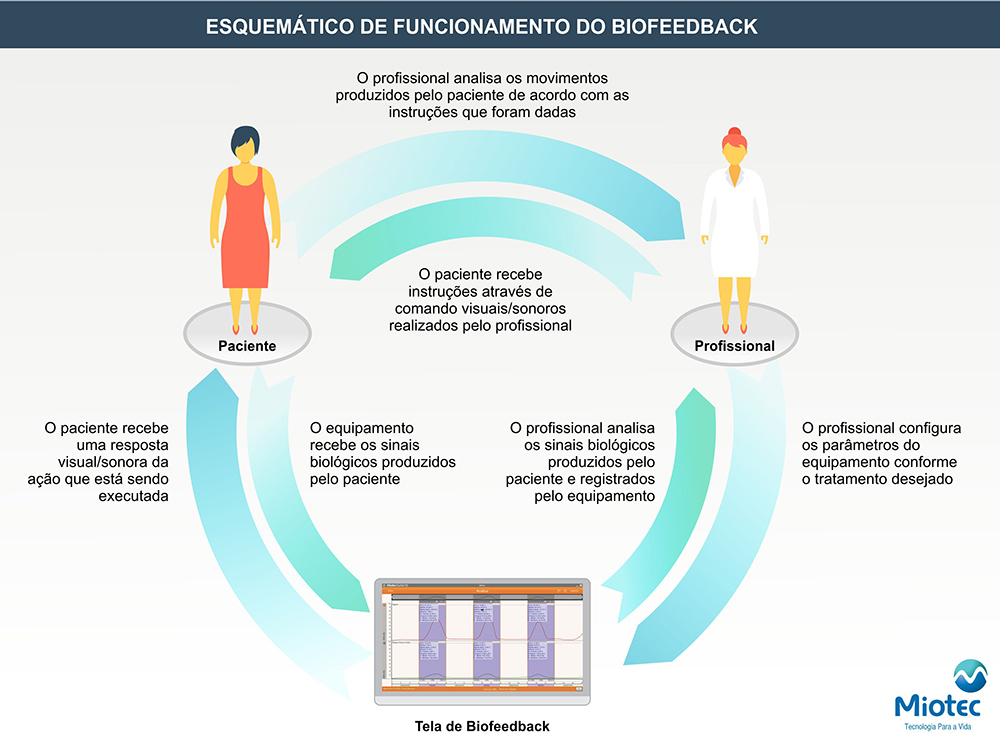 ESQUEMÁTICO DE FUNCIONAMENTO DO BIOFEEDBACK
O profissional analisa os movimentos
produzidos pelo paciente de acordo com as
instruções que foram dadas
O paciente recebe
instruções através de
comando visuais/sonoros
realizados pelo profissional
Paciente
Profissional
O paciente recebe
uma resposta
visual/sonora da
ação que está sendo
executada
O equipamento
recebe os sinais
biológicos produzidos
pelo paciente
O profissional analisa
os sinais biológicos
produzidos pelo
paciente e registrados
pelo equipamento
O profissional configura
os parâmetros do
equipamento conforme
o tratamento desejado
Tela de Biofeedback
Miotec
Tecnologia Para a Vida